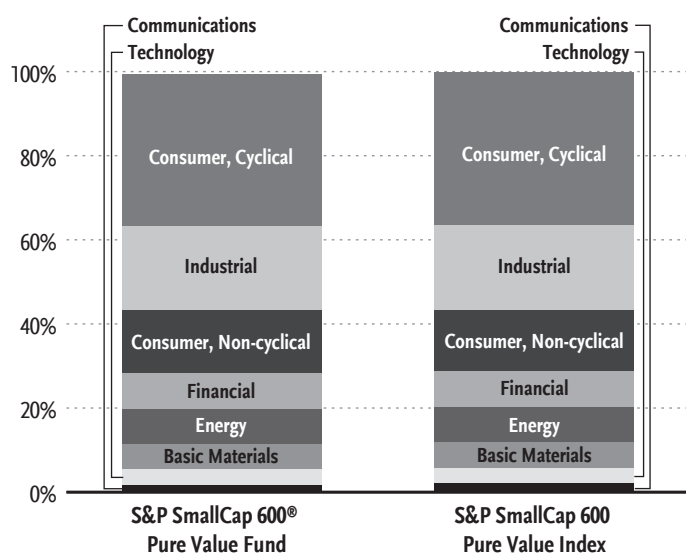 Communications
Technology
Communications
Technology
100%
80%
60%
40%
20%
0%
Consumer, Cyclical
Industrial
Consumer, Non-cyclical
Financial
Energy
Basic Materials
Consumer, Cyclical
Industrial
Consumer, Non-cyclical
Financial
Energy
Basic Materials
S&P SmallCap 600®
Pure Value Fund
S&P SmallCap 600
Pure Value Index